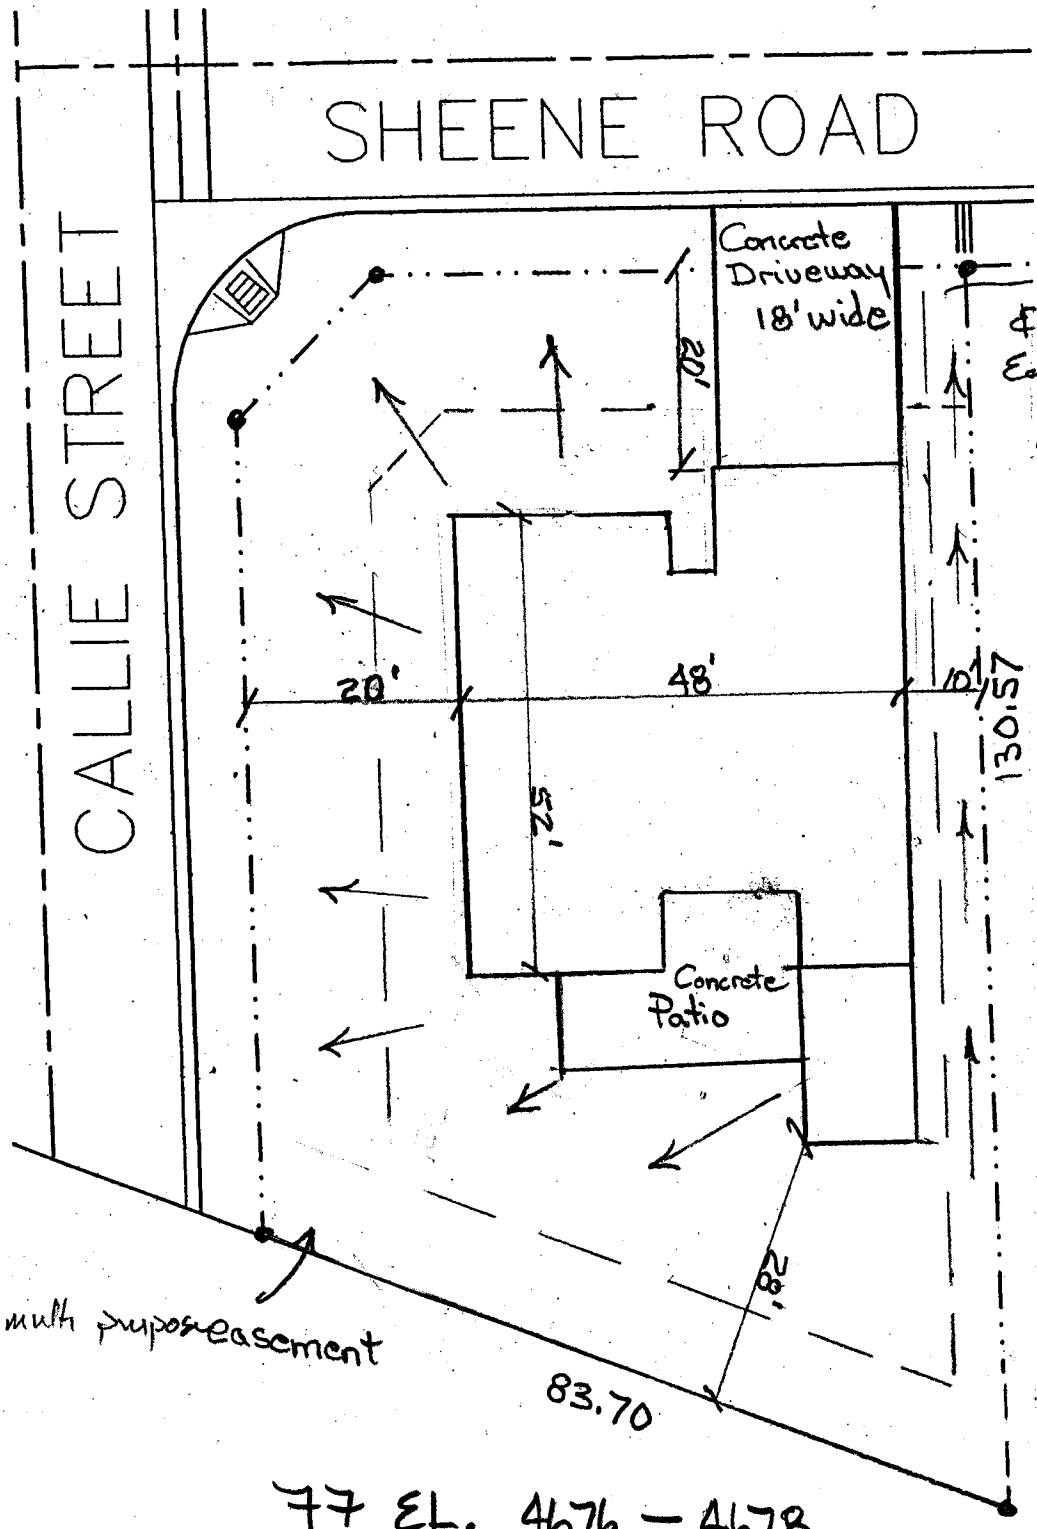 SHEENE ROAD
CALLIE STREET
Concrete
Driveway
18' wide
20'
20'
48'
10'
130.57
52'
Concrete
Patio
28'
multi purpose easement
83.70
77 EL. 4676 - 4678